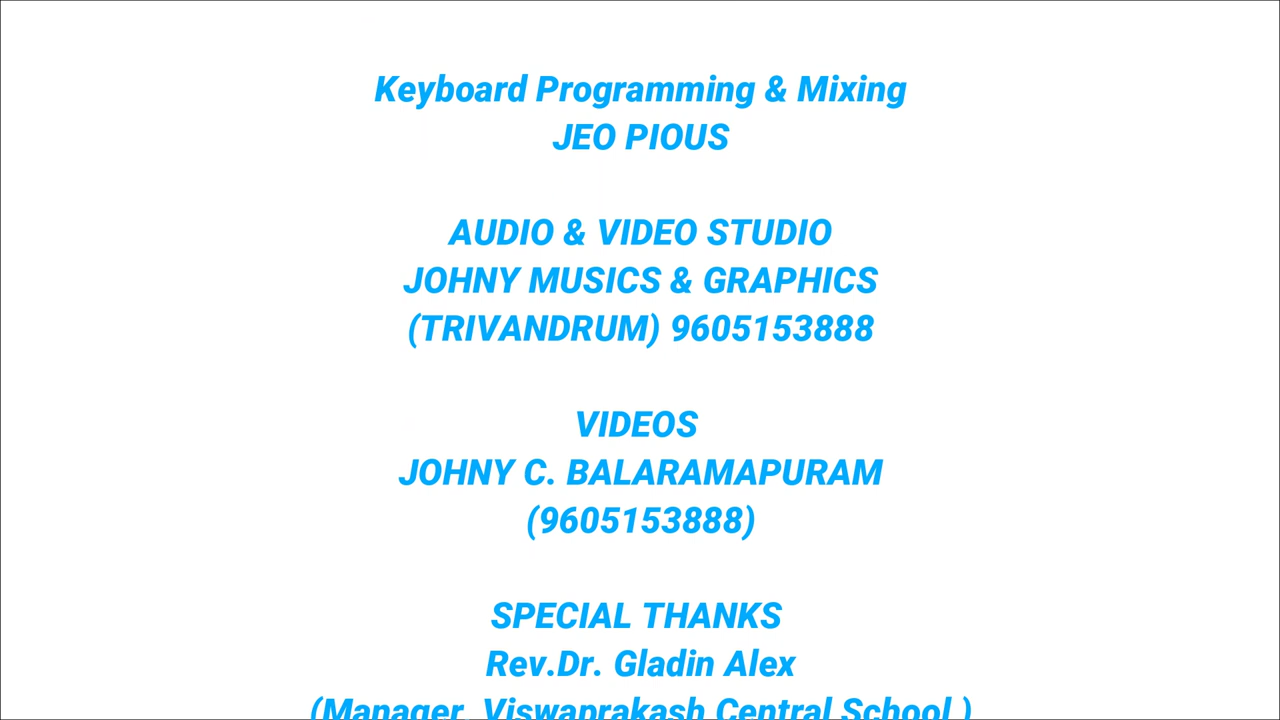 Keyboard Programming & Mixing
JEO PIOUS
AUDIO & VIDEO STUDIO
JOHNY MUSICS & GRAPHICS
(TRIVANDRUM) 9605153888
VIDEOS
JOHNY C. BALARAMAPURAM
(9605153888)
SPECIAL THANKS
Rev.Dr. Gladin Alex
(Manager, Viswaprakash Central School )